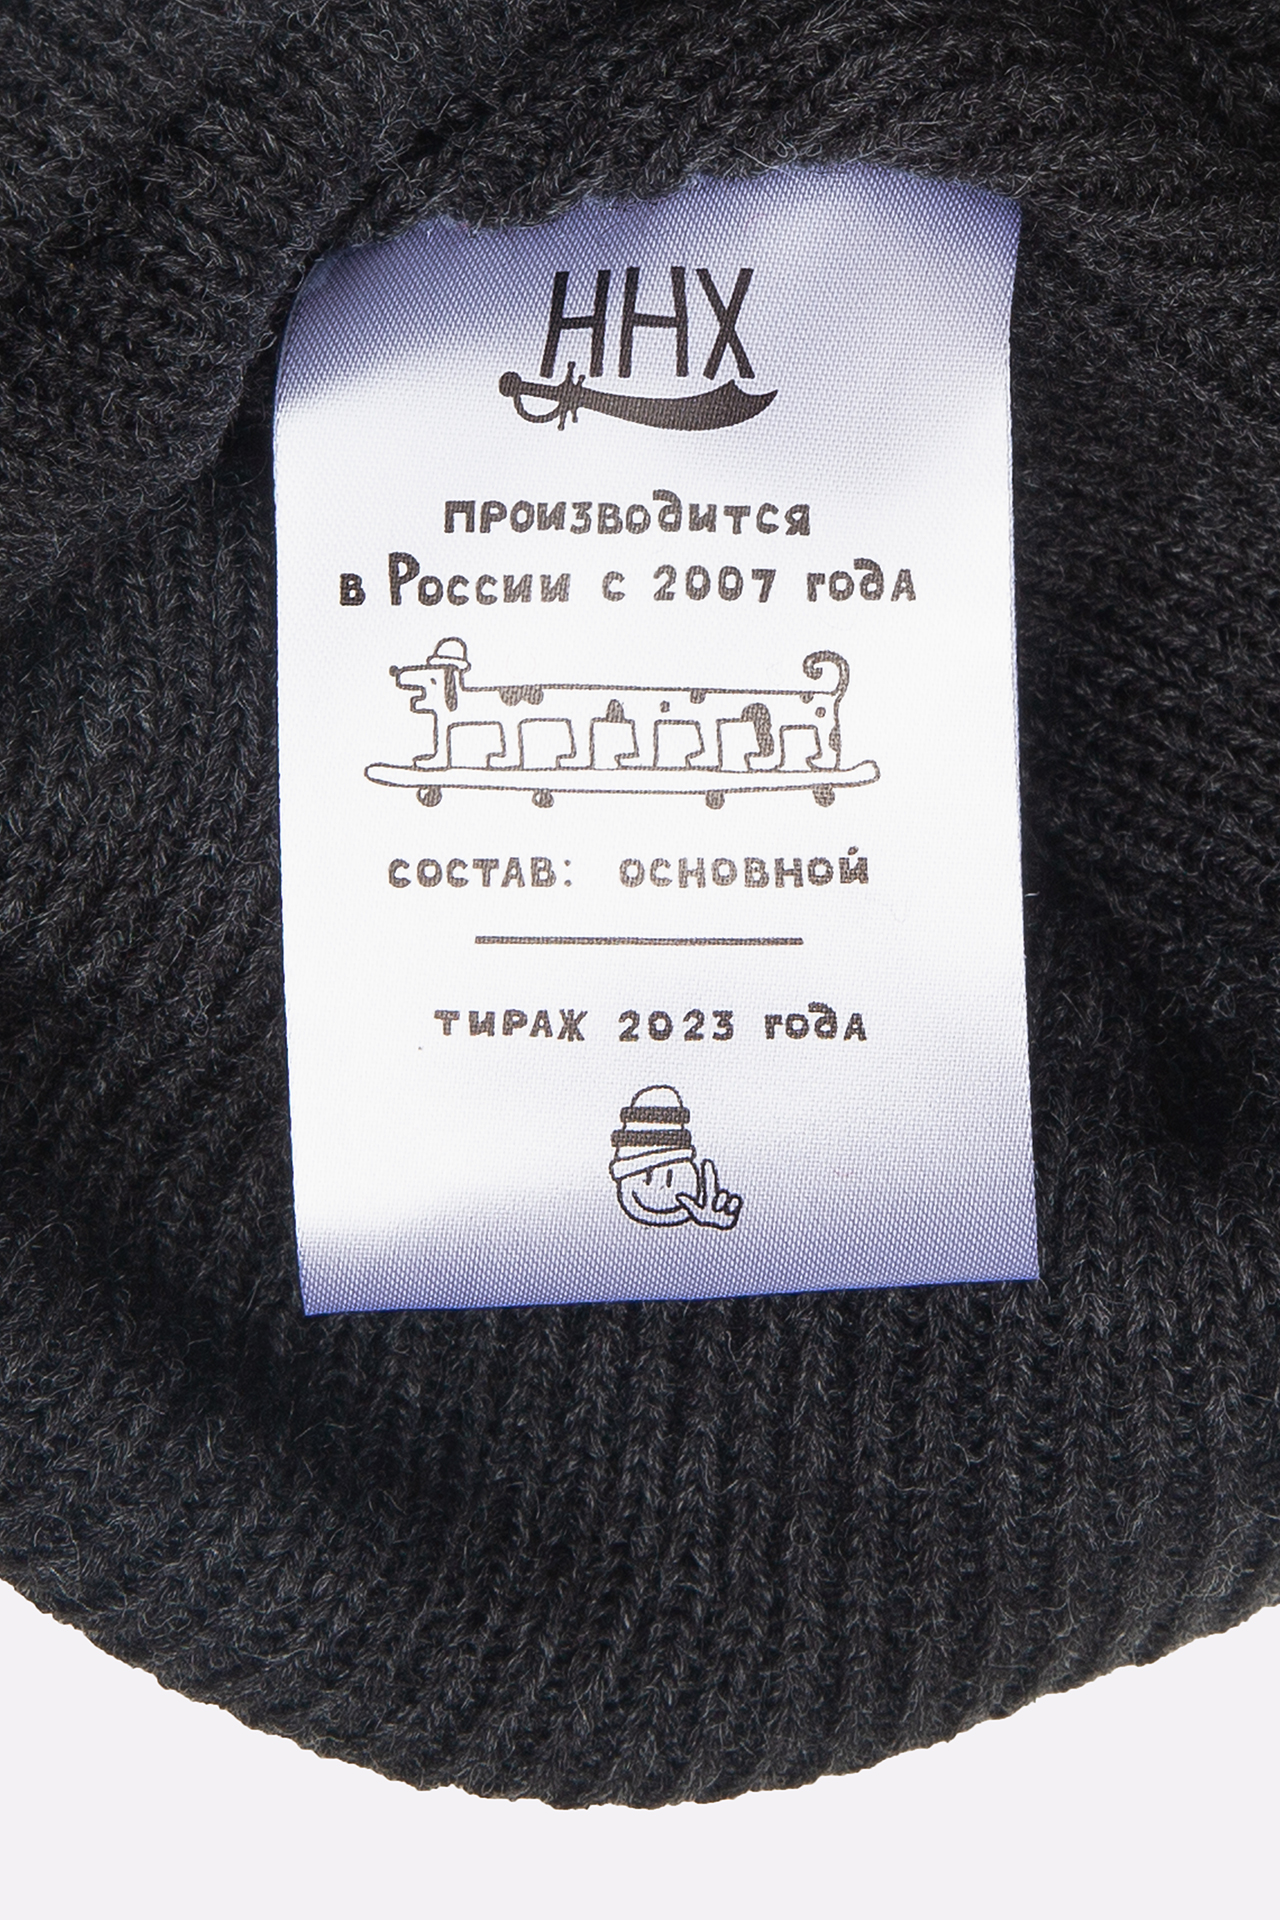 ННХ
ПРОИЗВОДИТСЯ
В РОССИИ С 2007 ГОДА
СОСТАВ: ОСНОВНОЙ
ТИРАЖ 2023 ГОДА